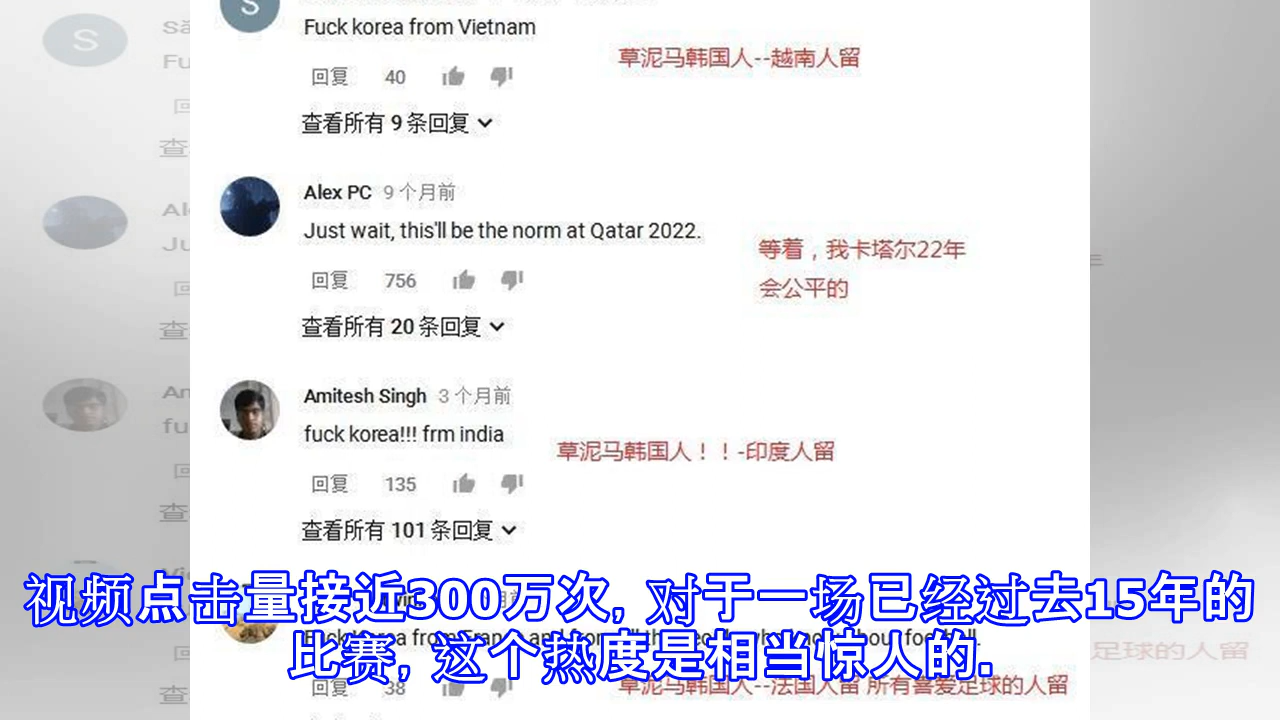 Fuck korea from Vietnam
草泥马韩国人--越南人留
回复 40
查看所有 9 条回复
Alex PC 9 个月前
Just wait, this'll be the norm at Qatar 2022.
等着，我卡塔尔22年
会公平的
回复 756
查看所有 20 条回复
Amitesh Singh 3 个月前
fuck korea!!! frm india
草泥马韩国人！！-印度人留
回复 135
查看所有 101 条回复
视频点击量接近300万次, 对于一场已经过去15年的
比赛, 这个热度是相当惊人的.
回复 38
草泥马韩国人--法国人留 所有喜爱足球的人留
足球的人留